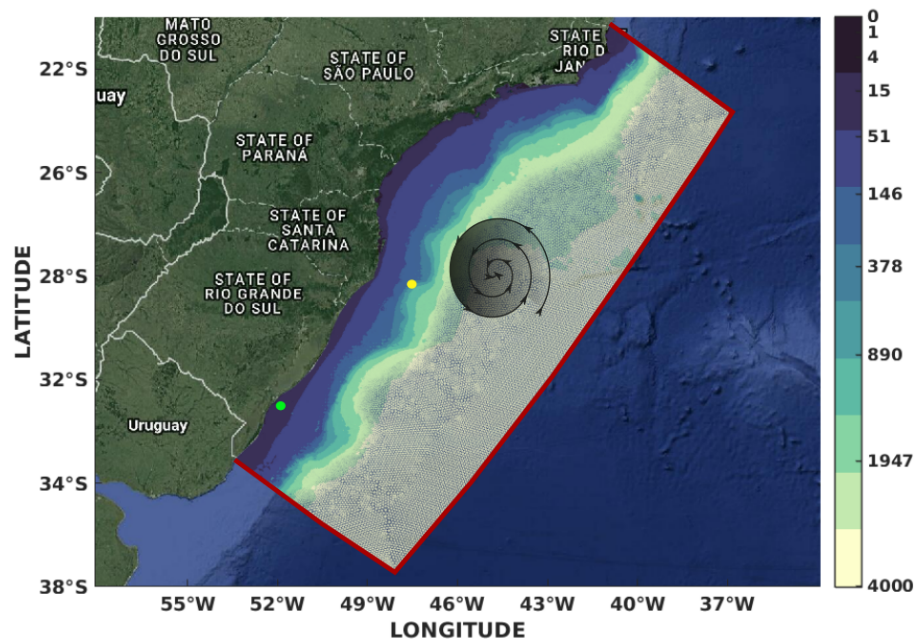 MATO
GROSSO
DO SUL
STATE
RIO D
JAN
STATE OF
SÃO PAULO
uay
STATE OF
PARANÁ
STATE OF
SANTA
CATARINA
STATE OF
RIO GRANDE
DO SUL
Uruguay
22°S
26°S
28°S
32°S
34°S
38°S
LATITUDE
55°W
52°W
49°W
46°W
43°W
40°W
37°W
LONGITUDE
0
1
4
15
51
146
378
890
1947
4000